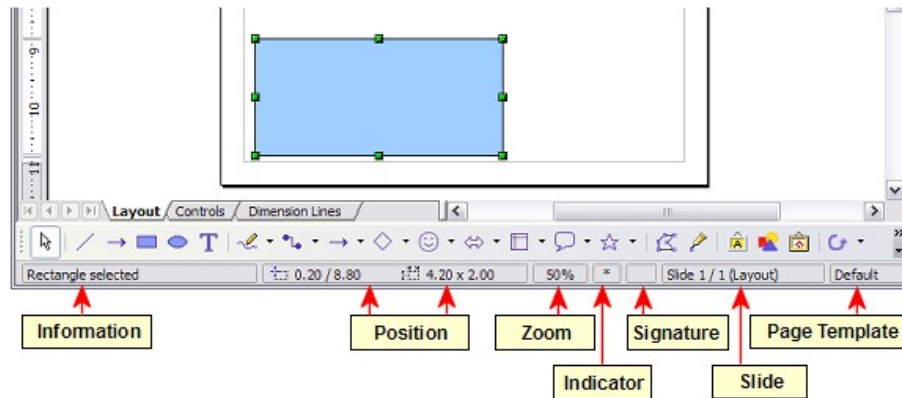 9
10
11
Layout Controls Dimension Lines
T
A
Rectangle selected 0.20 / 8.80 4.20 x 2.00 50% * Slide 1 / 1 (Layout) Default
Information Position Zoom Signature Page Template
Indicator Slide